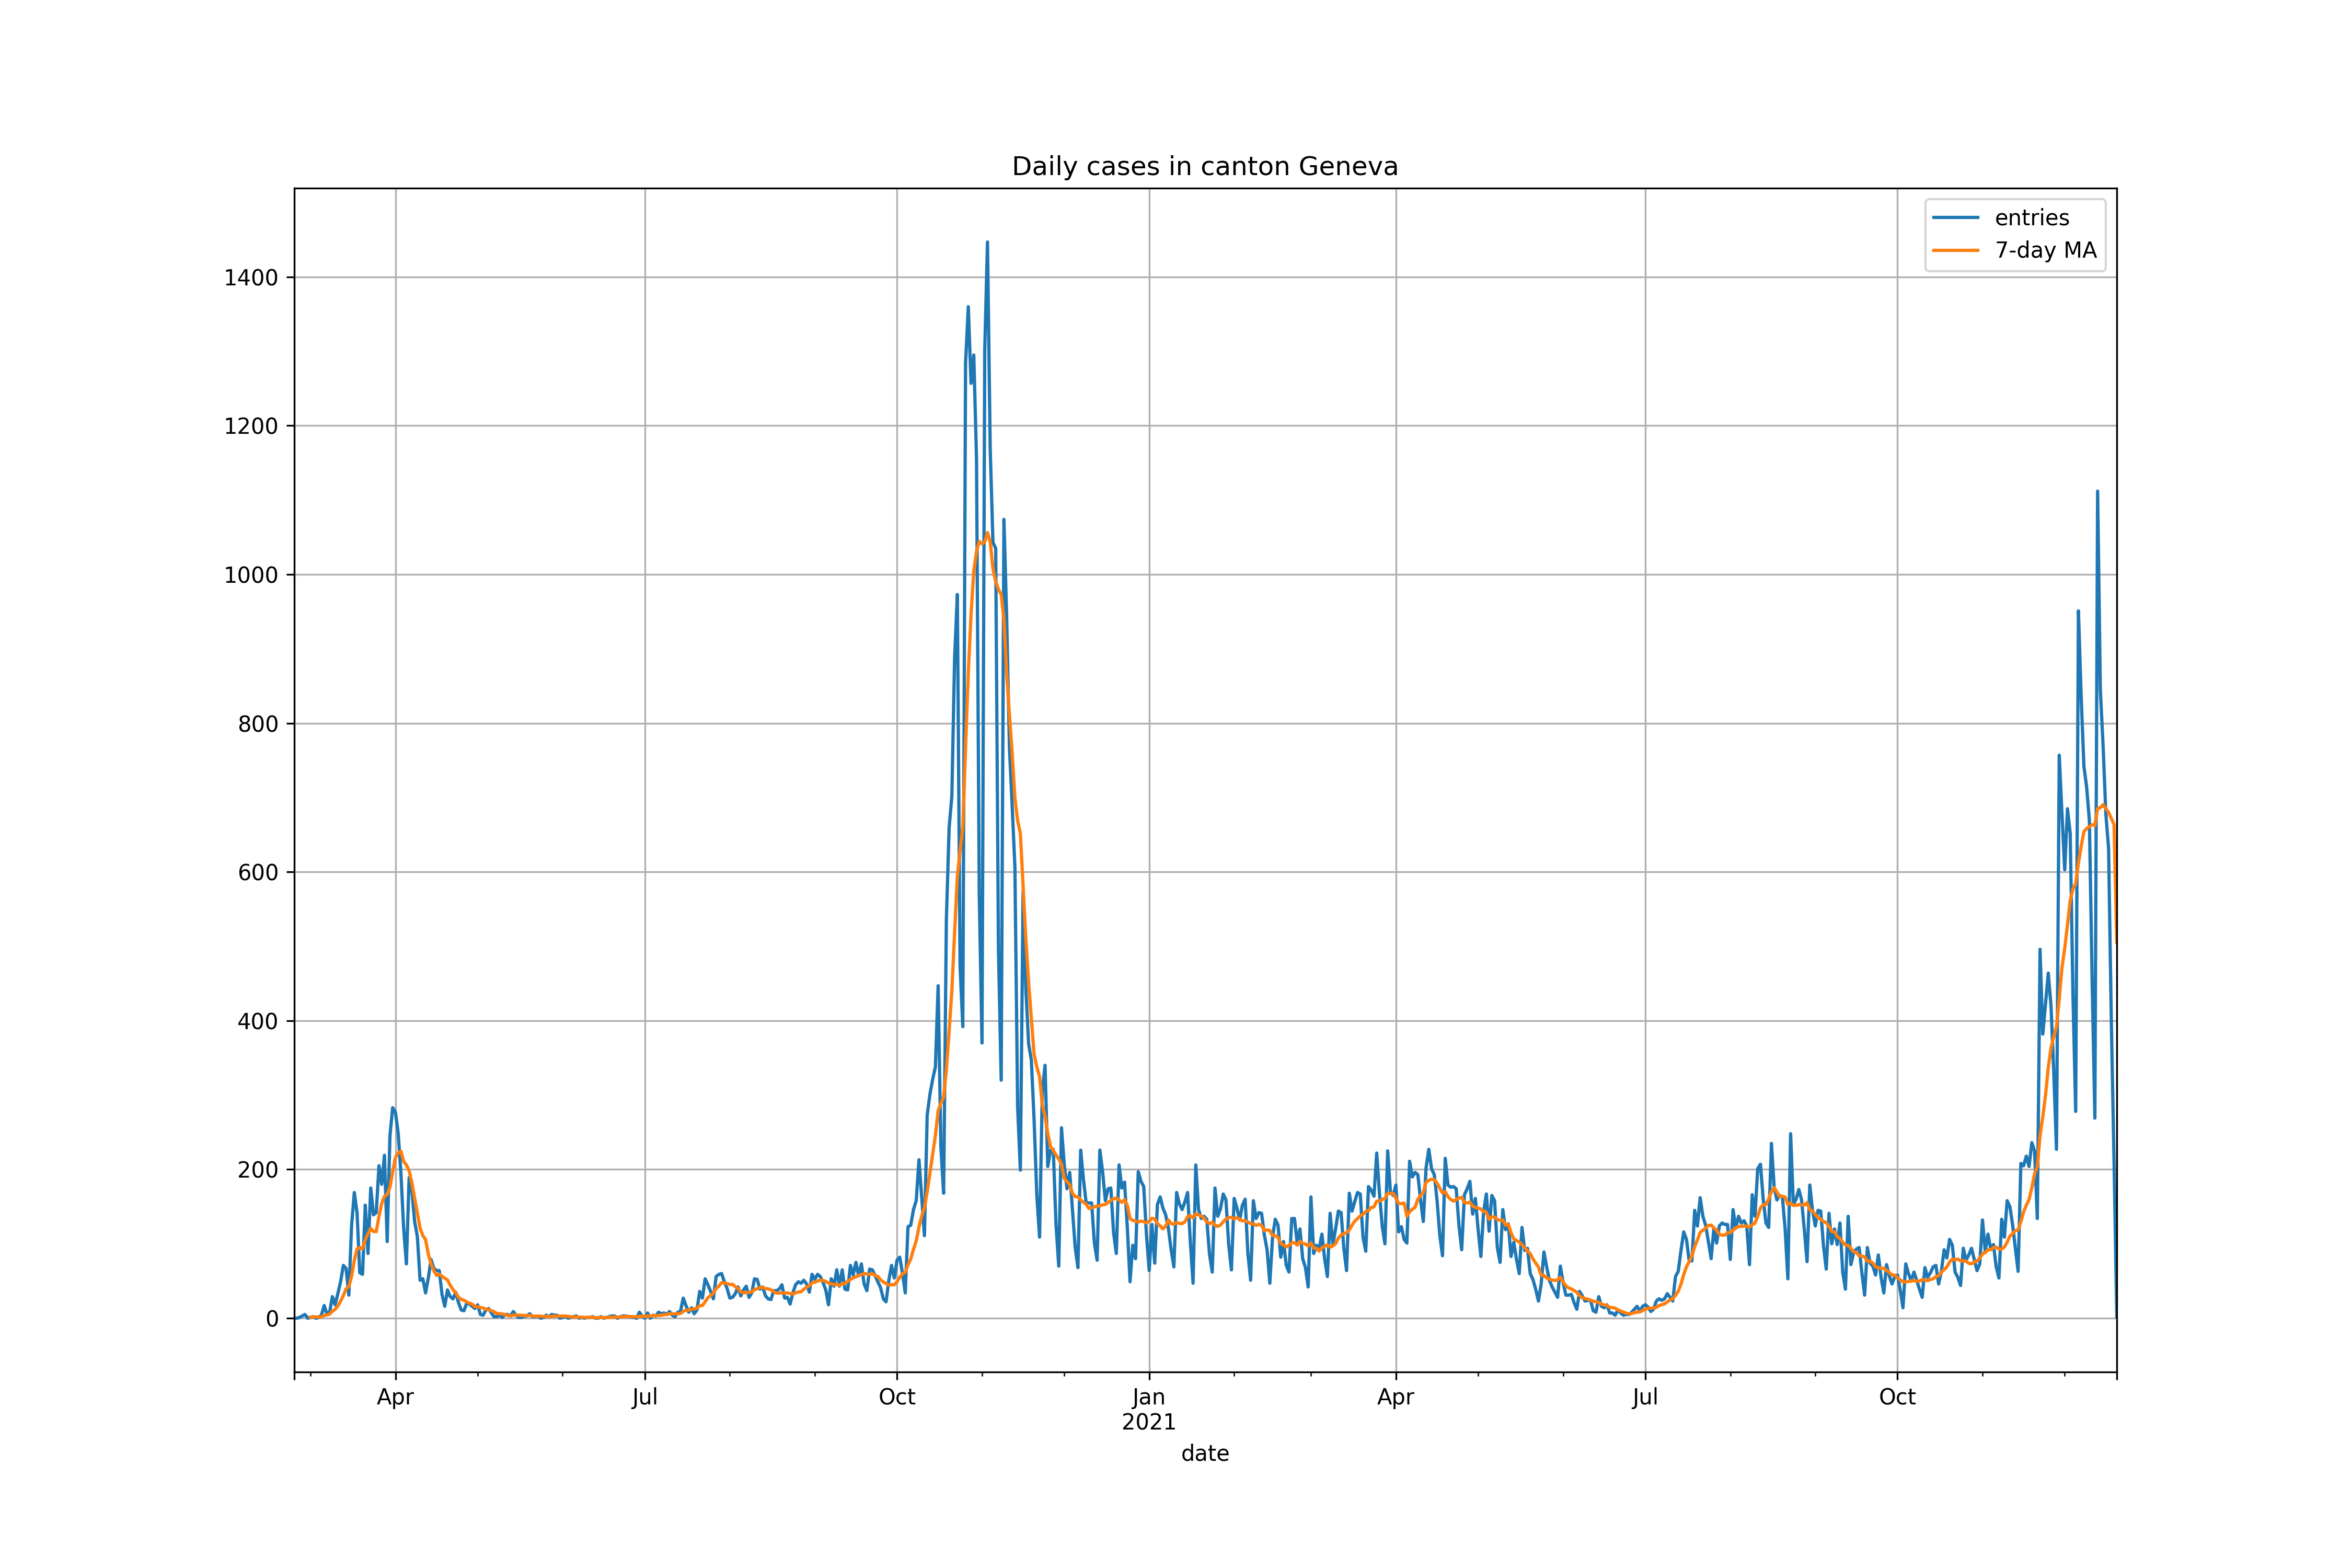 Daily cases in canton Geneva
entries
7-day MA
1400
1200
1000
800
600
400
200
0
Apr Jul Oct Jan Apr Jul Oct
2021
date